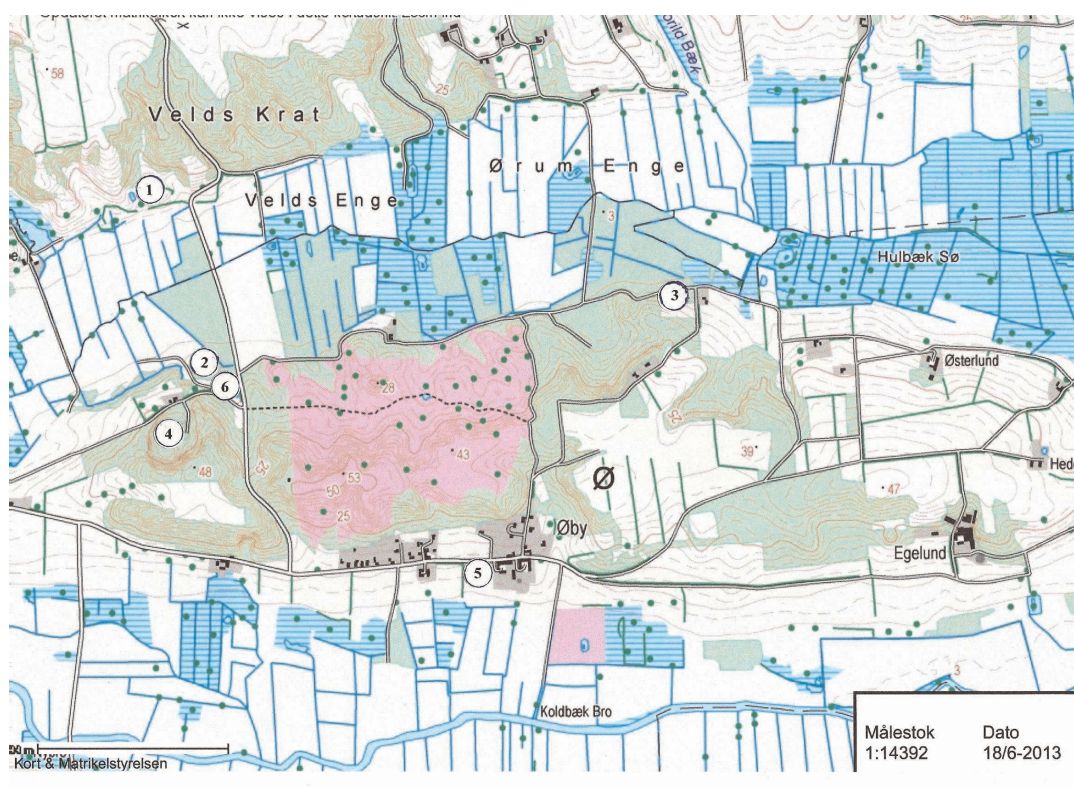 58
25
Velds Krat
Ørum Enge
1
Velds Enge
3
Hulbæk Sø
3
2
Østerlund
6
28
4
39
43
48
25
53
50
47
Ø
25
Øby
Egelund
5
3
Koldbæk Bro
Målestok Dato
1:14392 18/6-2013
Kort & Matrikelstyrelsen